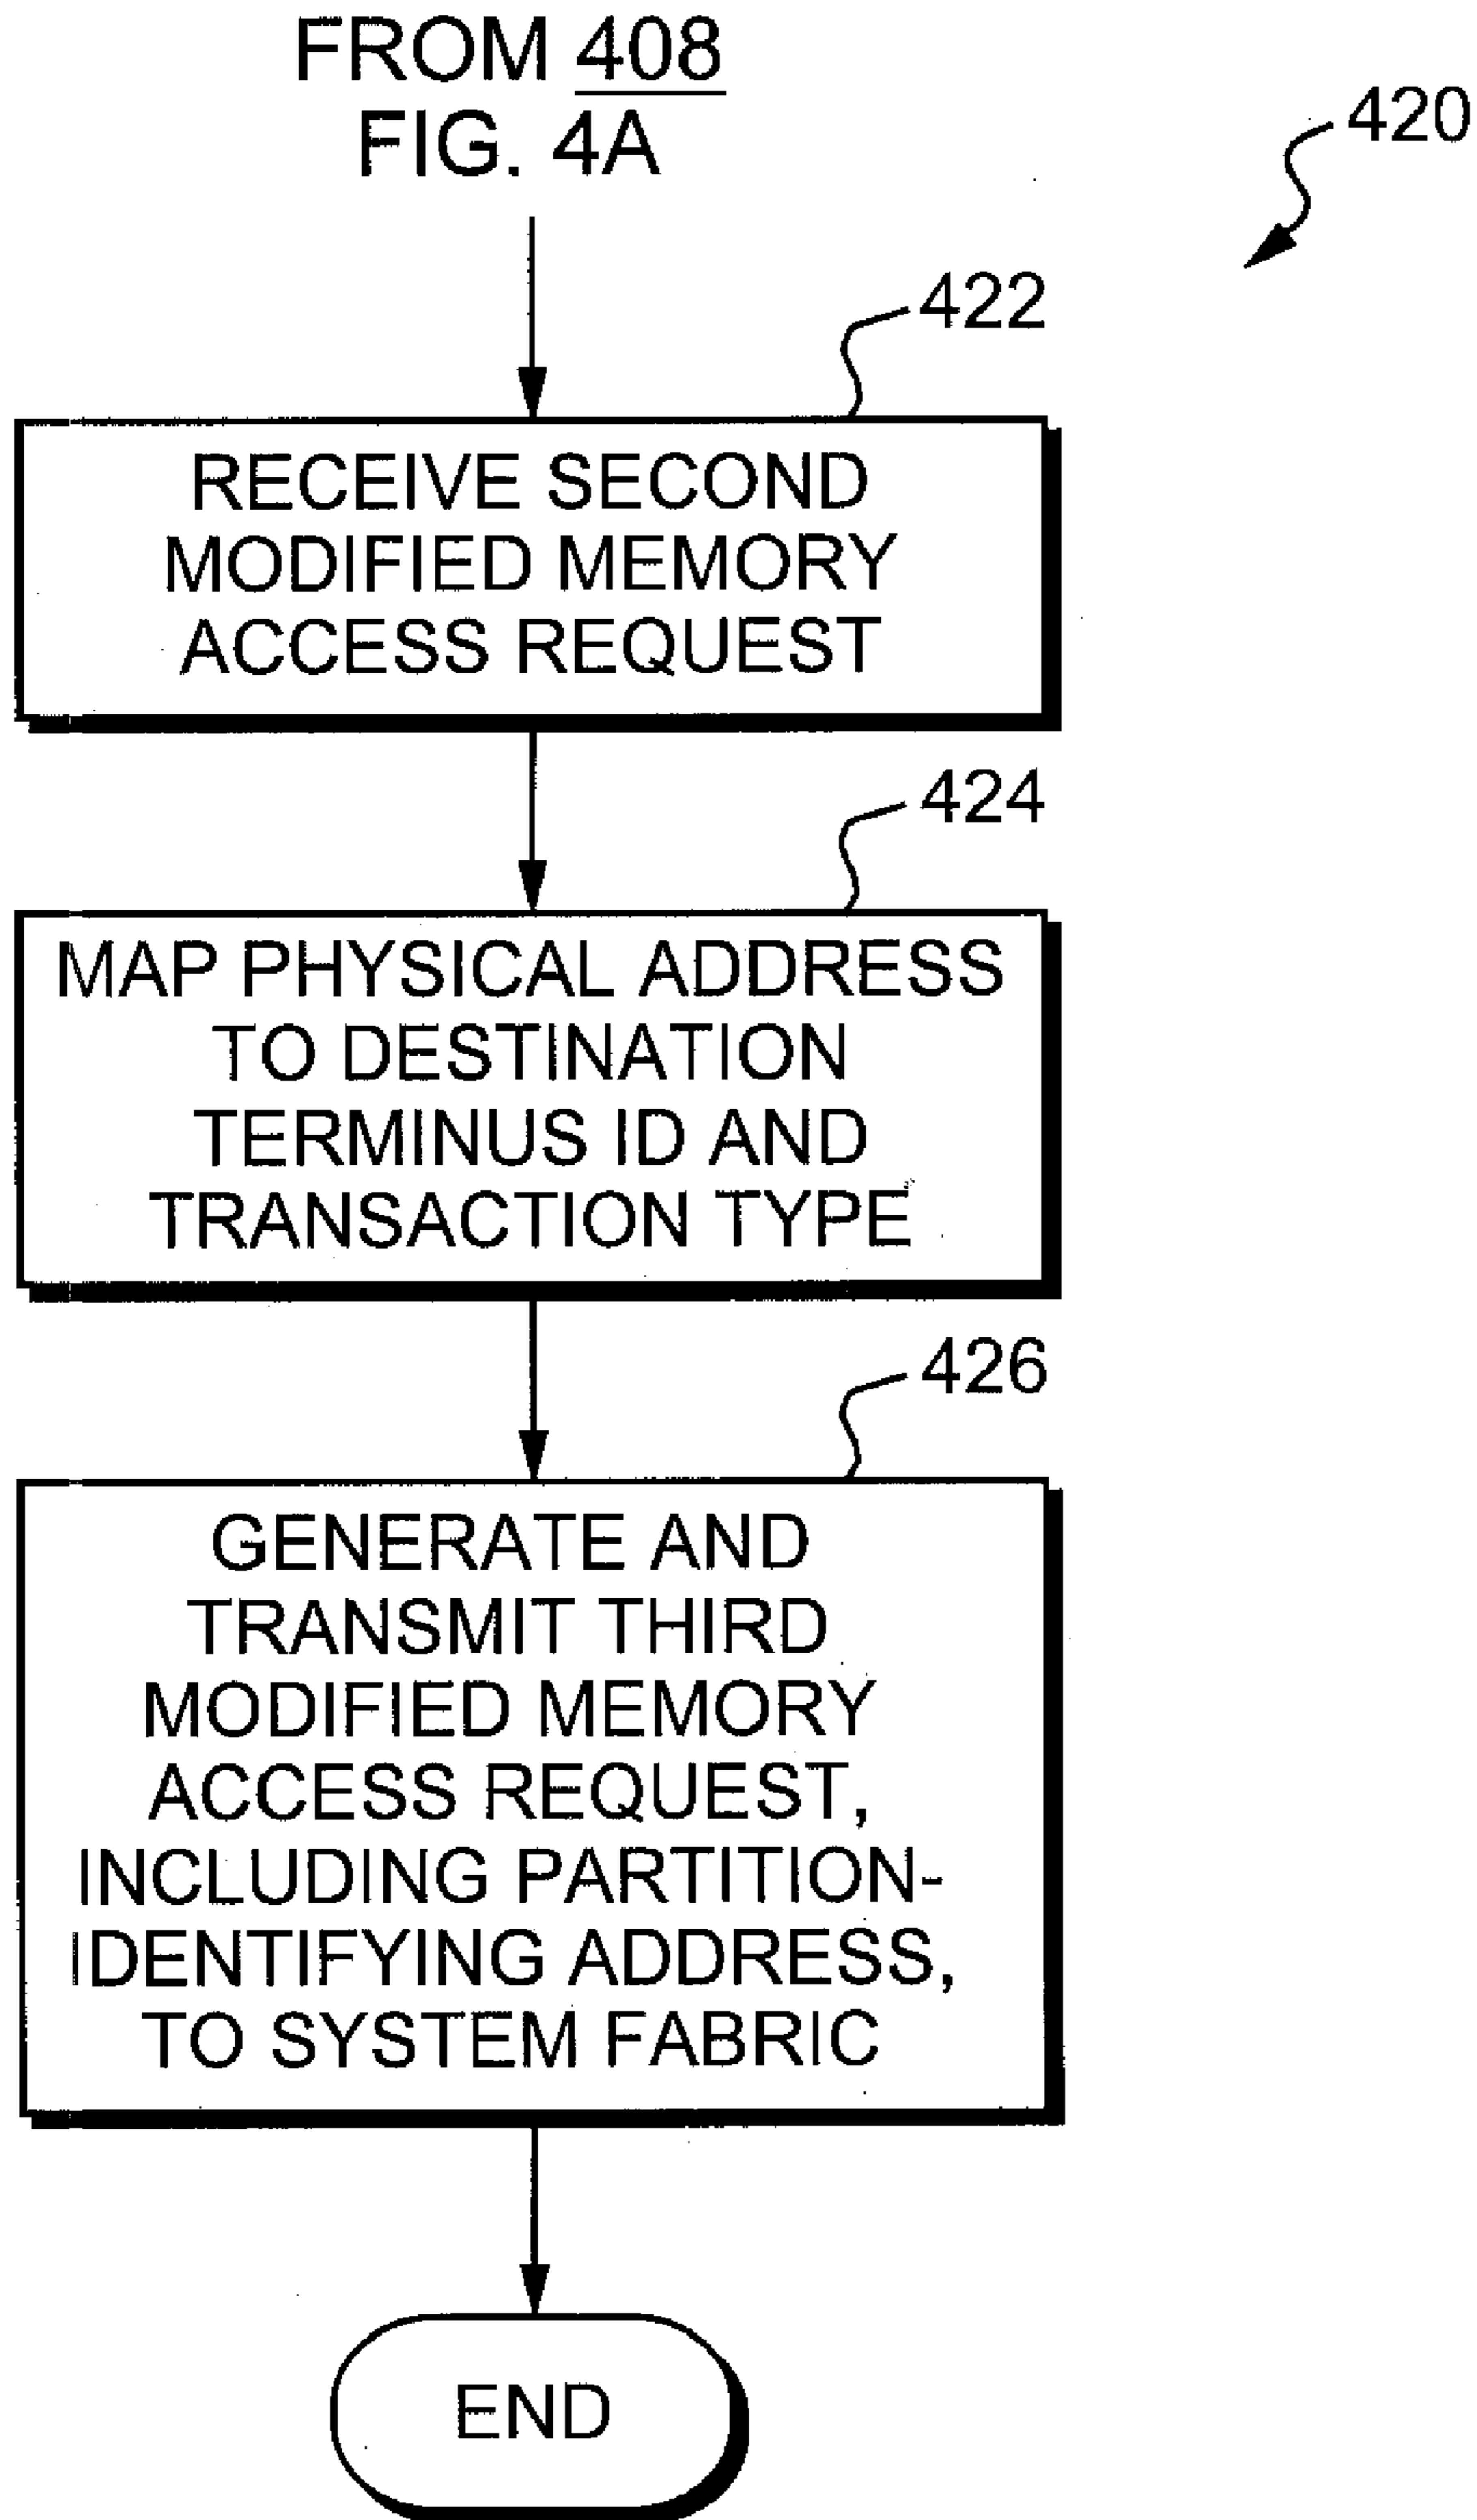 FROM 408
FIG. 4A
420
422
RECEIVE SECOND
MODIFIED MEMORY
ACCESS REQUEST
424
MAP PHYSICAL ADDRESS
TO DESTINATION
TERMINUS ID AND
TRANSACTION TYPE
426
GENERATE AND
TRANSMIT THIRD
MODIFIED MEMORY
ACCESS REQUEST,
INCLUDING PARTITION-
IDENTIFYING ADDRESS,
TO SYSTEM FABRIC
END